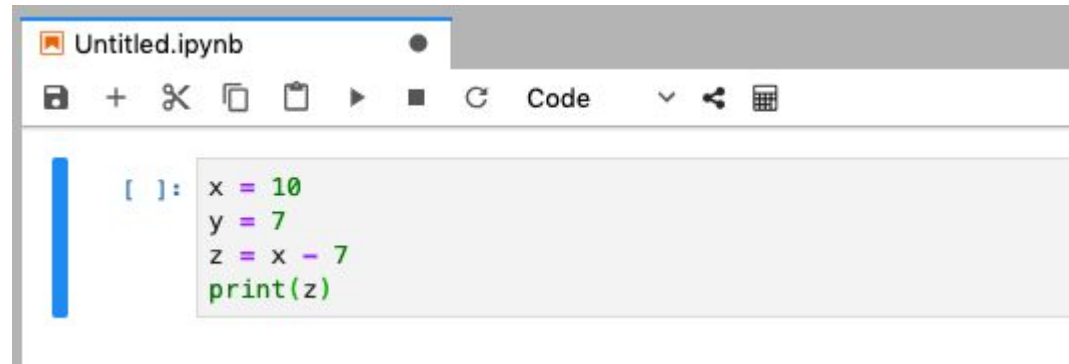 Untitled.ipynb
Code
[ ]: x = 10
y = 7
z = x - 7
print(z)